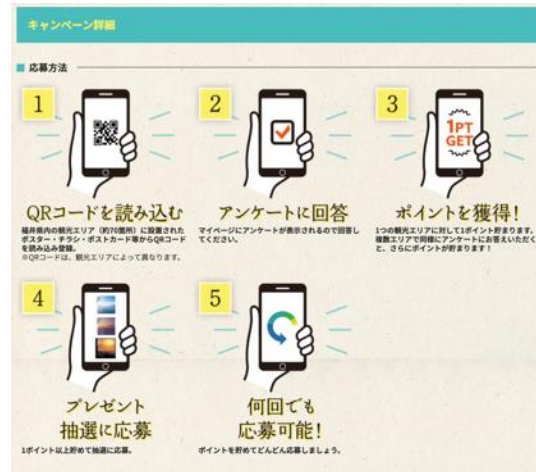 キャンペーン詳細
応募方法
1
2
3
1PT
GET
QRコードを読み込む
アンケートに回答
ポイントを獲得!
福井県内の観光エリア（約70箇所）に設置された
ポスター・チラシ・ポストカード等からQRコード
を読み込み登録。
※QRコードは、観光エリアによって異なります。
マイページにアンケートが表示されるので回答し
てください。
1つの観光エリアに対して1ポイント貯まります。
複数エリアで同様にアンケートにお答えいただく
と、さらにポイントが貯まります！
4
5
プレゼント
抽選に応募
何回でも
応募可能!
1ポイント以上貯めて抽選に応募。
ポイントを貯めてどんどん応募しましょう。